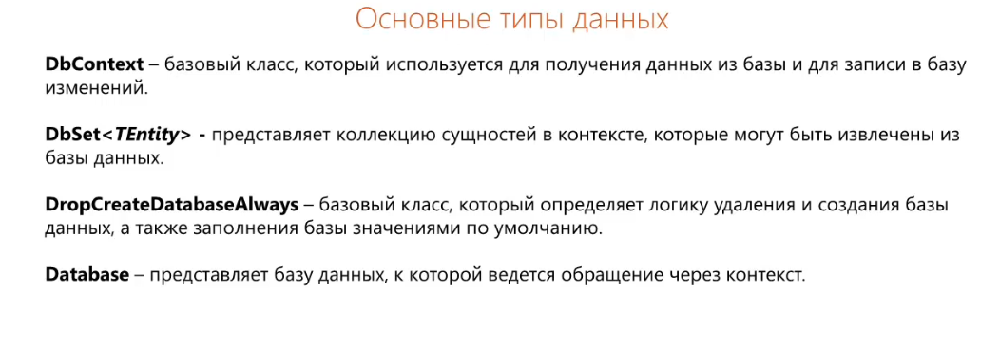 Основные типы данных
DbContext – базовый класс, который используется для получения данных из базы и для записи в базу
изменений.
DbSet<TEntity> - представляет коллекцию сущностей в контексте, которые могут быть извлечены из
базы данных.
DropCreateDatabaseAlways – базовый класс, который определяет логику удаления и создания базы
данных, а также заполнения базы значениями по умолчанию.
Database – представляет базу данных, к которой ведется обращение через контекст.